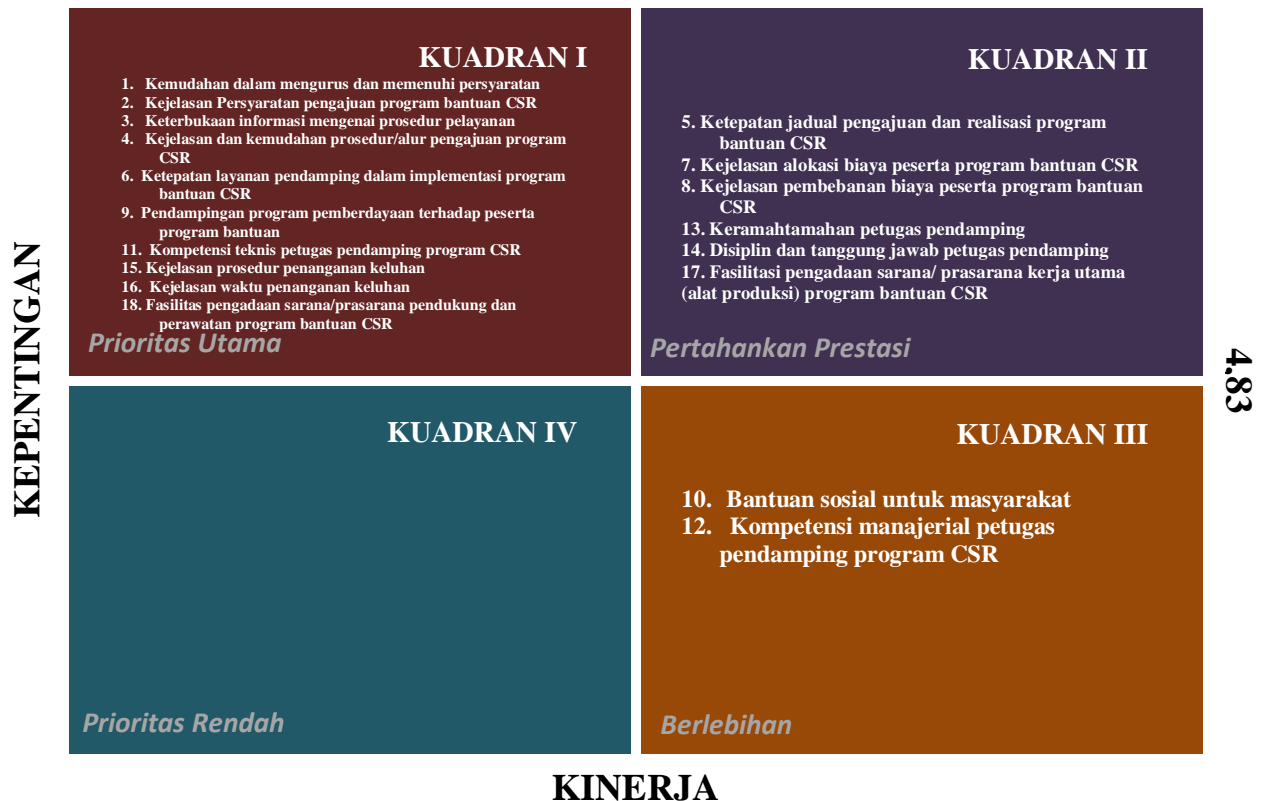 KUADRAN I
1. Kemudahan dalam mengurus dan memenuhi persyaratan
2. Kejelasan Persyaratan pengajuan program bantuan CSR
3. Keterbukaan informasi mengenai prosedur pelayanan
4. Kejelasan dan kemudahan prosedur/alur pengajuan program
CSR
6. Ketepatan layanan pendamping dalam implementasi program
bantuan CSR
9. Pendampingan program pemberdayaan terhadap peserta
program bantuan
11. Kompetensi teknis petugas pendamping program CSR
15. Kejelasan prosedur penanganan keluhan
16. Kejelasan waktu penanganan keluhan
18. Fasilitas pengadaan sarana/prasarana pendukung dan
perawatan program bantuan CSR
Prioritas Utama
KUADRAN II
5. Ketepatan jadual pengajuan dan realisasi program
bantuan CSR
7. Kejelasan alokasi biaya peserta program bantuan CSR
8. Kejelasan pembebanan biaya peserta program bantuan
CSR
13. Keramahtamahan petugas pendamping
14. Disiplin dan tanggung jawab petugas pendamping
17. Fasilitasi pengadaan sarana/ prasarana kerja utama
(alat produksi) program bantuan CSR
Pertahankan Prestasi
KEPENTINGAN
4.83
KUADRAN IV
Prioritas Rendah
KUADRAN III
10. Bantuan sosial untuk masyarakat
12. Kompetensi manajerial petugas
pendamping program CSR
Berlebihan
KINERJA